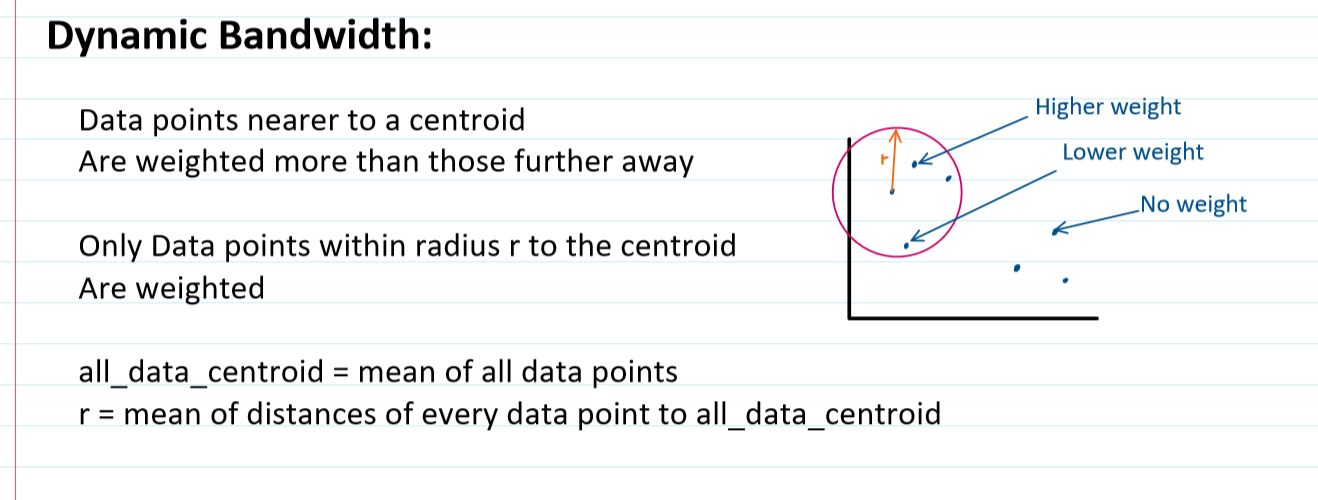 Dynamic Bandwidth:
Data points nearer to a centroid
Are weighted more than those further away
Only Data points within radius r to the centroid
Are weighted
all_data_centroid = mean of all data points
r = mean of distances of every data point to all_data_centroid
Higher weight
Lower weight
No weight
r